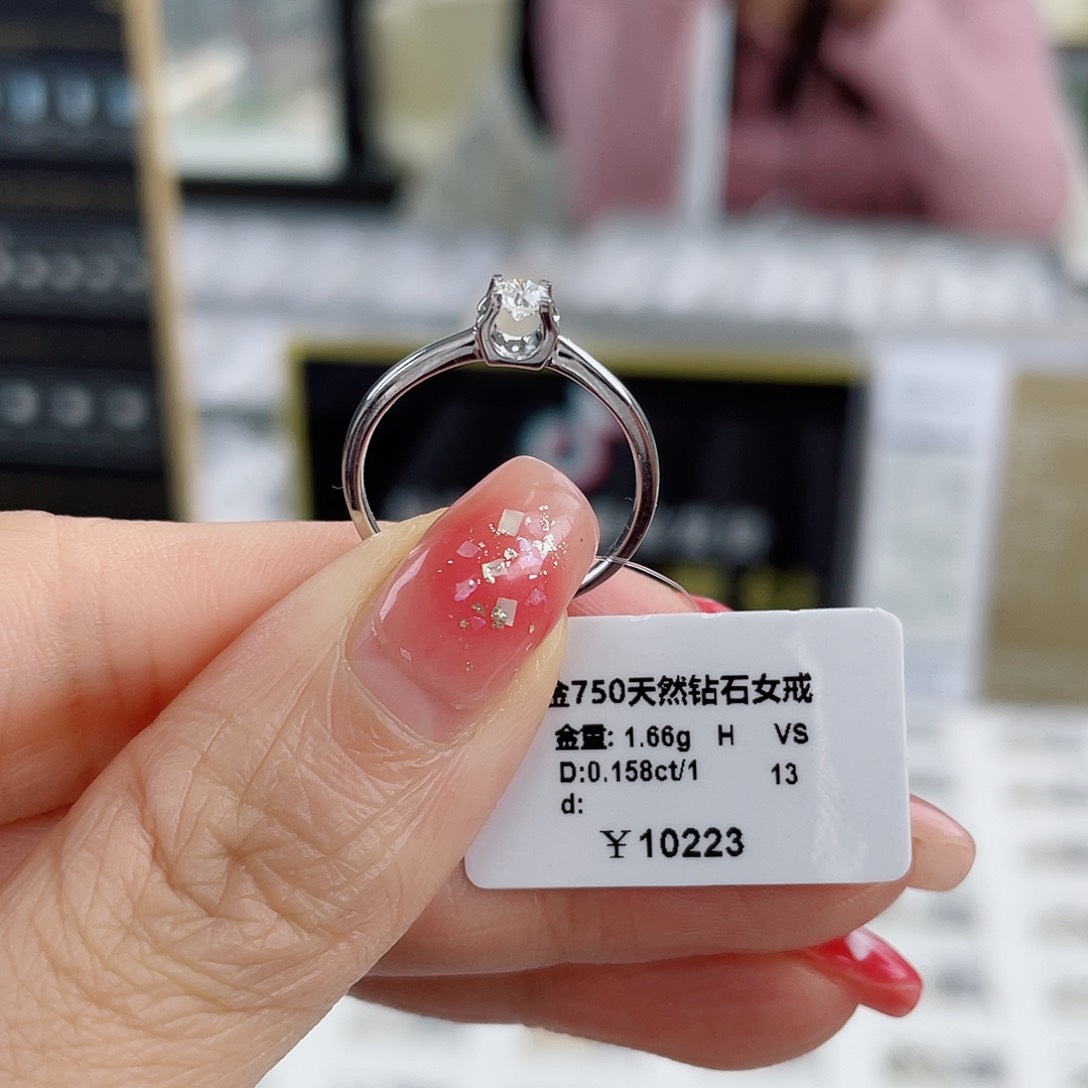 金750天然钻石女戒
金重: 1.66g H VS
D:0.158ct/1 13
d:
￥10223